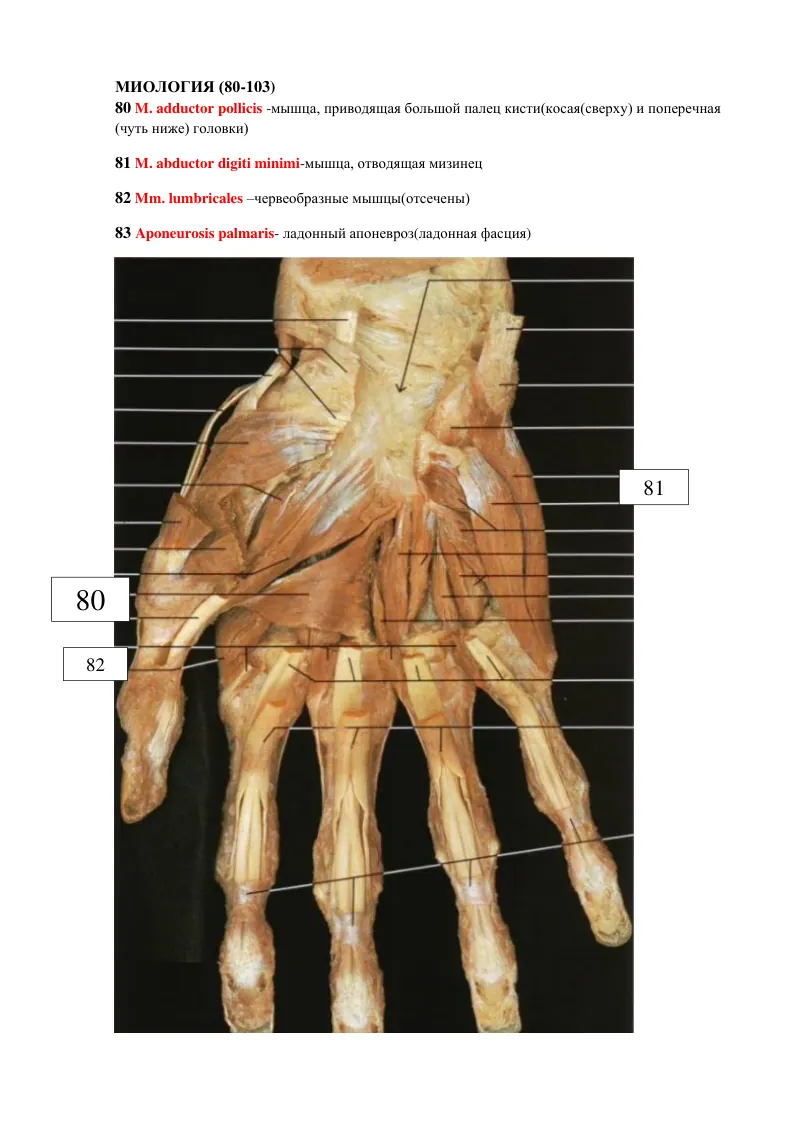 МИОЛОГИЯ (80-103)
80 M. adductor pollicis -мышца, приводящая большой палец кисти(косая(сверху) и поперечная
(чуть ниже) головки)
81 M. abductor digiti minimi-мышца, отводящая мизинец
82 Mm. lumbricales –червеобразные мышцы(отсечены)
83 Aponeurosis palmaris- ладонный апоневроз(ладонная фасция)
81
80
82